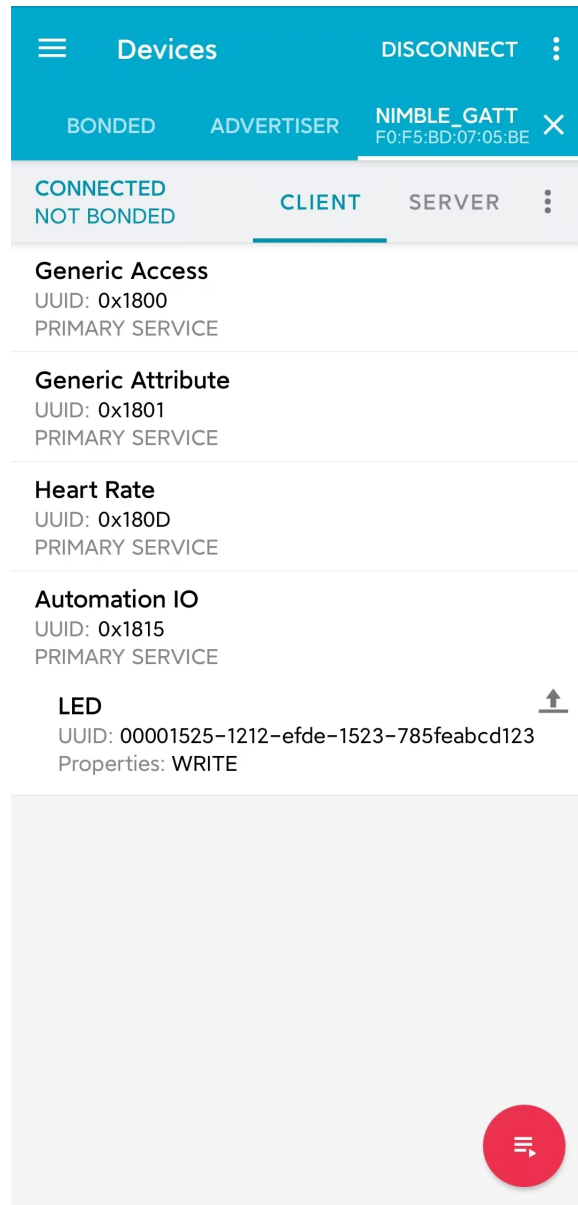 Devices
DISCONNECT
BONDED
ADVERTISER
NIMBLE_GATT
F0:F5:BD:07:05:BE
CONNECTED
NOT BONDED
CLIENT
SERVER
Generic Access
UUID: 0x1800
PRIMARY SERVICE
Generic Attribute
UUID: 0x1801
PRIMARY SERVICE
Heart Rate
UUID: 0x180D
PRIMARY SERVICE
Automation IO
UUID: 0x1815
PRIMARY SERVICE
LED
UUID: 00001525-1212-efde-1523-785feabcd123
Properties: WRITE